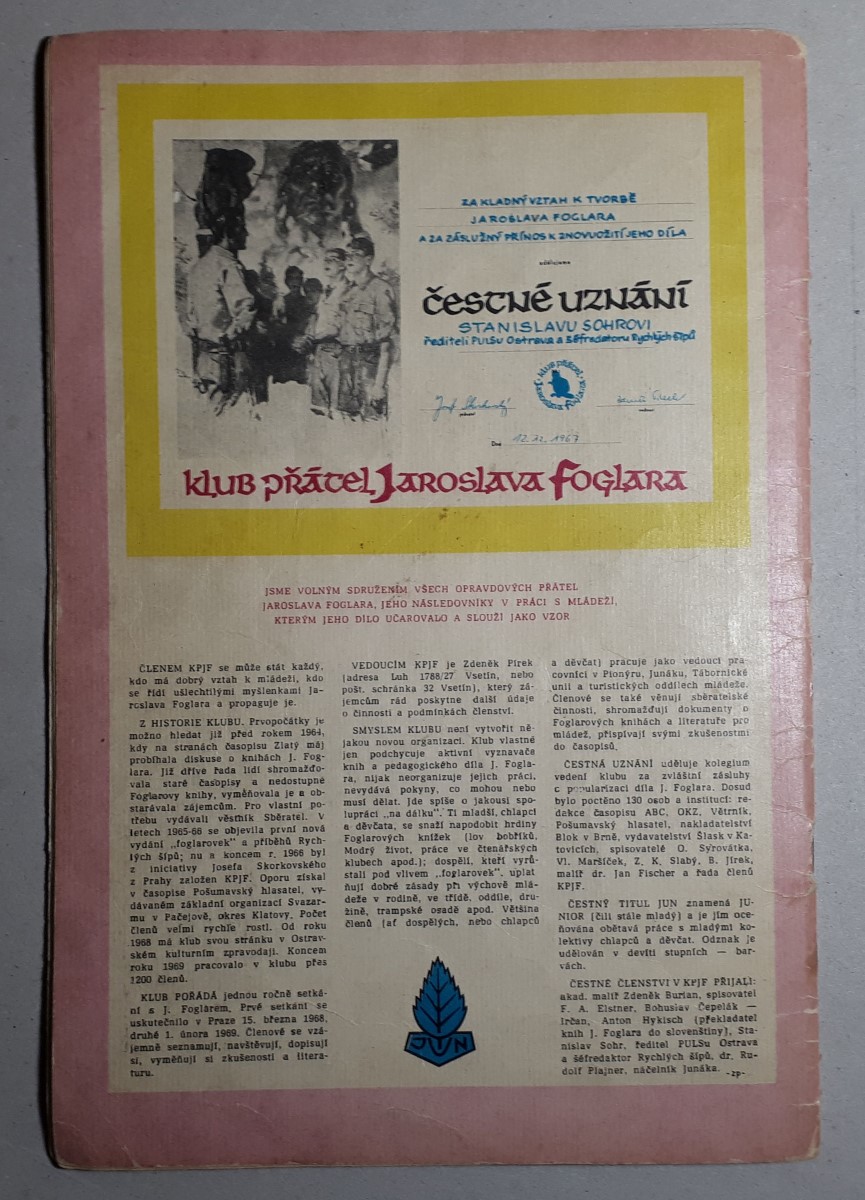 ZA KLADNÝ VZTAH K TVORBĚ
JAROSLAVA FOGLARA
A ZA ZÁSLUŽNÝ PŘÍNOS K ZNOVUOŽITÍ JEHO DÍLA
ČESTNÉ UZNÁNÍ
STANISLAVU SOHROVI
řediteli PULSu Ostrava a šéfredaktoru Rychlých šípů
KLUB PŘÁTEL
JAROSLAVA FOGLARA
Dne 12.XI.1967
KLUB PŘÁTEL JAROSLAVA FOGLARA
JSME VOLNÝM SDRUŽENÍM VŠECH OPRAVDOVÝCH PŘÁTEL
JAROSLAVA FOGLARA, JEHO NÁSLEDOVNÍKY V PRÁCI S MLÁDEŽÍ,
KTERÝM JEHO DÍLO UČAROVALO A SLOUŽÍ JAKO VZOR
ČLENEM KPJF se může stát každý,
kdo má dobrý vztah k mládeži, kdo
se řídí ušlechtilými myšlenkami Ja-
roslava Foglara a propaguje je.
Z HISTORIE KLUBU. Prvopočátky je
možno hledat již před rokem 1964,
kdy na stranách časopisu Zlatý máj
probíhala diskuse o knihách J. Fog-
lara. Již dříve řada lidí shromažďo-
vala staré časopisy a nedostupné
Foglarovy knihy, vyměňovala je a ob-
starávala zájemcům. Pro vlastní po-
třebu vydávali věstník Sběratel. V
letech 1965-68 se objevila první nová
vydání „foglarovek" a příběhů Rych-
lých šípů; nu a koncem r. 1966 byl
z iniciativy Josefa Skorkovského
z Prahy založen KPJF. Oporu získal
v časopise Pošumavský hlasatel, vy-
dávaném základní organizací Svazar-
mu v Pačejově, okres Klatovy. Počet
členů velmi rychle rostl. Od roku
1968 má klub svou stránku v Ostrav-
ském kulturním zpravodaji. Koncem
roku 1969 pracovalo v klubu přes
1200 členů.
KLUB POŘÁDÁ jednou ročně setká-
ní s J. Foglarem. Prvé setkání se
uskutečnilo v Praze 15. března 1968,
druhé 1. února 1969. Členové se vzá-
jemně seznamují, navštěvují, dopisují
si, vyměňují si zkušenosti a litera-
turu.
VEDOUCÍM KPJF je Zdeněk Pírek
(adresa Luh 1788/27 Vsetín, nebo
pošt. schránka 32 Vsetín), který zá-
jemcům rád poskytne další údaje
o činnosti a podmínkách členství.
SMYSLEM KLUBU není vytvořit ně-
jakou novou organizaci. Klub vlastně
jen podchycuje aktivní vyznavače
knih a pedagogického díla J. Fogla-
ra, nijak neorganizuje jejich práci,
nevydává pokyny, co mohou nebo
musí dělat. Jde spíše o jakousi spo-
lupráci „na dálku". Ti mladší, chlapci
a děvčata, se snaží napodobit hrdiny
Foglarových knížek (lov bobříků,
Modrý život, práce ve čtenářských
klubech apod.); dospělí, kteří vyrů-
stali pod vlivem „foglarovek", uplat
ňují dobré zásady při výchově mlá-
deže v rodině, ve třídě, oddíle, dru-
žině, trampské osadě apod. Většina
členů (ať dospělých, nebo chlapců
JUN
a děvčat) pracuje jako vedoucí pra-
covníci v Pionýru, Junáku, Tábornické
unii a turistických oddílech mládeže.
Členové se také věnují sběratelské
činnosti, shromažďují dokumenty o
Foglarových knihách a literatuře pro
mládež, přispívají svými zkušenostmi
do časopisů.
ČESTNÁ UZNÁNÍ uděluje kolegium
vedení klubu za zvláštní zásluhy
o popularizaci díla J. Foglara. Dosud
bylo poctěno 130 osob a institucí: re-
dakce časopisu ABC, OKZ, Větrník,
Pošumavský hlasatel, nakladatelství
Blok v Brně, vydavatelství Šlask v Ka-
tovicích, spisovatelé O. Syrovátka,
Vl. Maršíček, Z. K. Slabý, B. Jírek,
malíř dr. Jan Fischer a řada členů
KPJF.
ČESTNÝ TITUL JUN znamená JU-
NIOR (čili stále mladý) a je jím oce-
ňována obětavá práce s mladými ko-
lektivy chlapců a děvčat. Odznak je
udělován v devíti stupních — bar-
vách.
ČESTNÉ ČLENSTVÍ V KPJF PŘIJALI:
akad. malíř Zdeněk Burian, spisovatel
F. A. Elstner, Bohuslav Čepelák —
Irčan, Anton Hykisch (překladatel
knih J. Foglara do slovenštiny), Sta-
nislav Sohr, ředitel PULSu Ostrava
a šéfredaktor Rychlých šípů, dr. Ru-
dolf Plajner, náčelník Junáka. -zp-